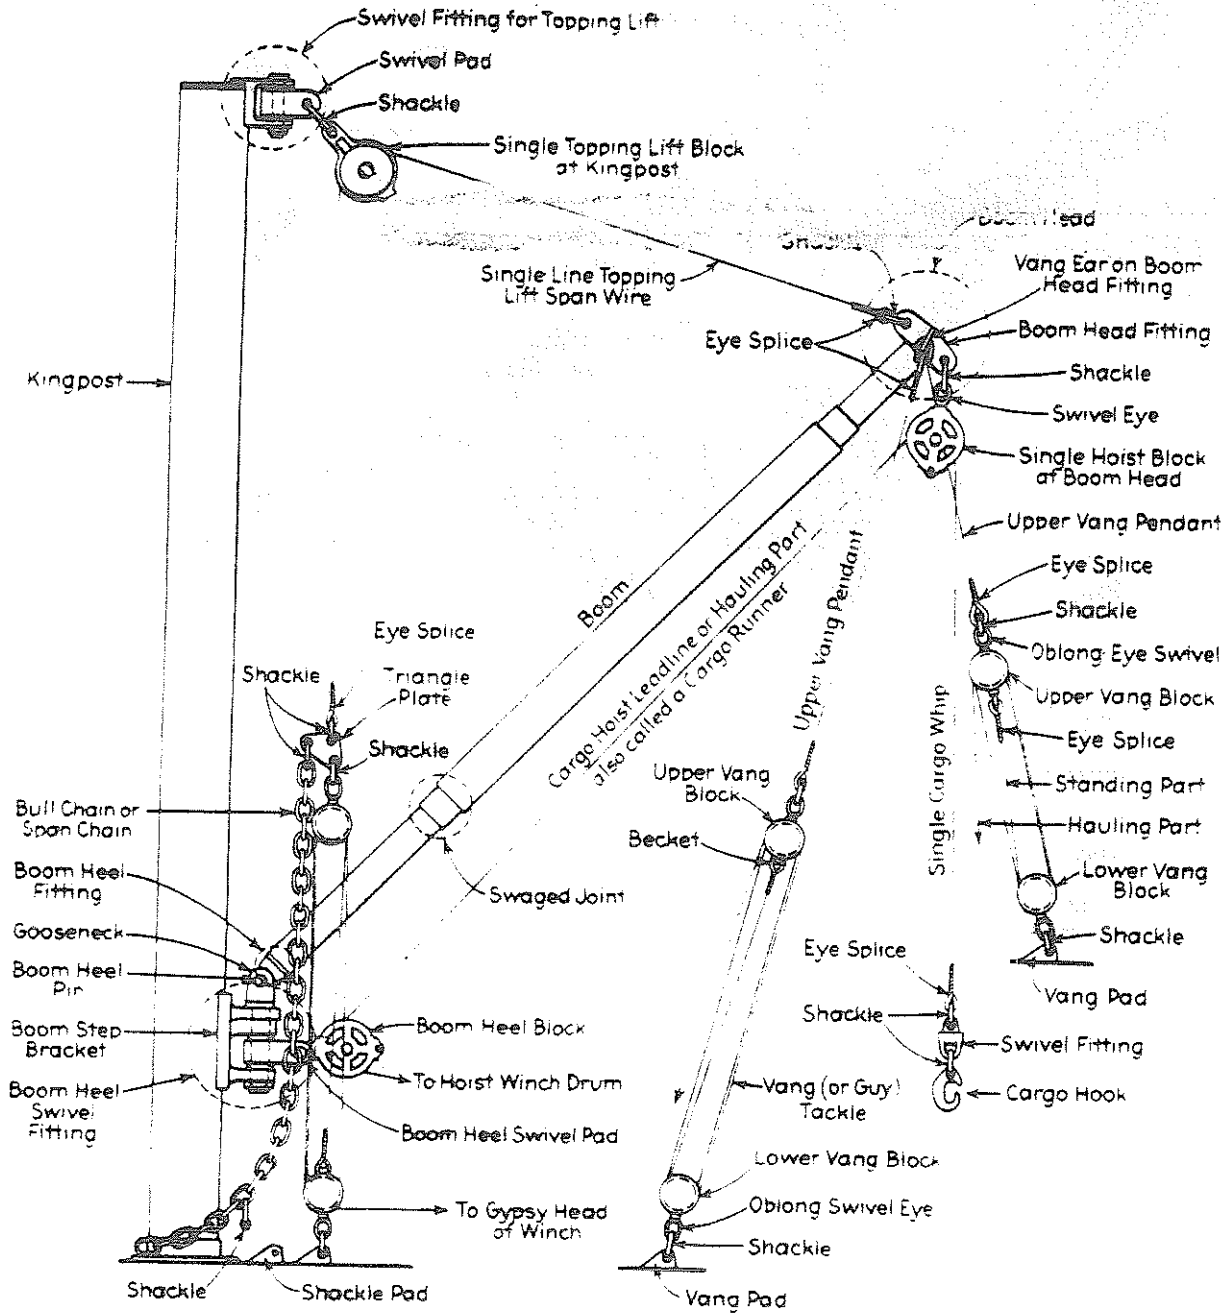 Swivel Fitting for Topping Lift
Swivel Pad
Shackle
Single Topping Lift Block
at Kingpost
Boom Head
Shackle
Single Line Topping
Lift Span Wire
Vang Ear on Boom
Head Fitting
Eye Splice
Boom Head Fitting
Kingpost
Shackle
Swivel Eye
Single Hoist Block
at Boom Head
Upper Vang Pendant
Eye Splice
Shackle
Oblong Eye Swivel
Upper Vang Block
Eye Splice
Standing Part
Hauling Part
Lower Vang
Block
Shackle
Vang Pad
Boom
Cargo Hoist Leadline or Hauling Part
also called a Cargo Runner
Upper Vang Pendant
Single Cargo Whip
Eye Splice
Shackle
Triangle
Plate
Shackle
Bull Chain or
Span Chain
Upper Vang
Block
Becket
Boom Heel
Fitting
Swaged Joint
Gooseneck
Boom Heel
Pin
Boom Step
Bracket
Boom Heel Block
To Hoist Winch Drum
Boom Heel
Swivel
Fitting
Boom Heel Swivel Pad
Eye Splice
Shackle
Swivel Fitting
Cargo Hook
Vang (or Guy)
Tackle
Lower Vang Block
Oblong Swivel Eye
Shackle
To Gypsy Head
of Winch
Shackle
Shackle Pad
Vang Pad